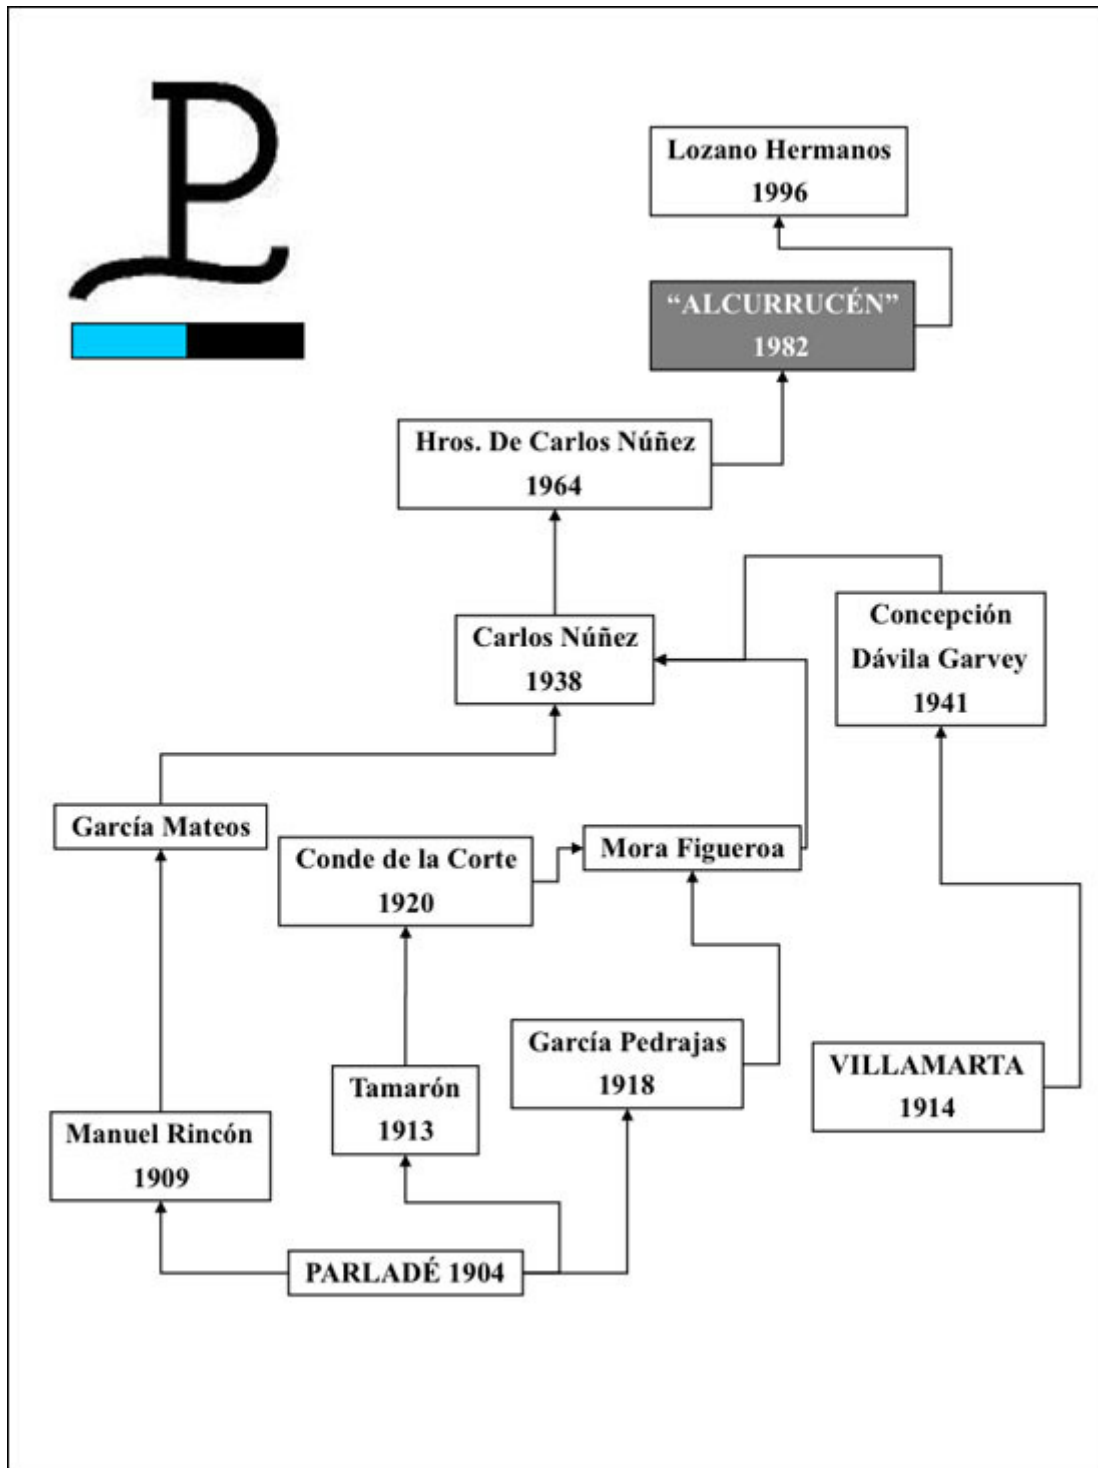 Lozano Hermanos
1996
“ALCURRUCÉN”
1982
Hros. De Carlos Núñez
1964
Carlos Núñez
1938
Concepción
Dávila Garvey
1941
García Mateos
Conde de la Corte
1920
Mora Figueroa
García Pedrajas
1918
VILLAMARTA
1914
Tamarón
1913
Manuel Rincón
1909
PARLADÉ 1904